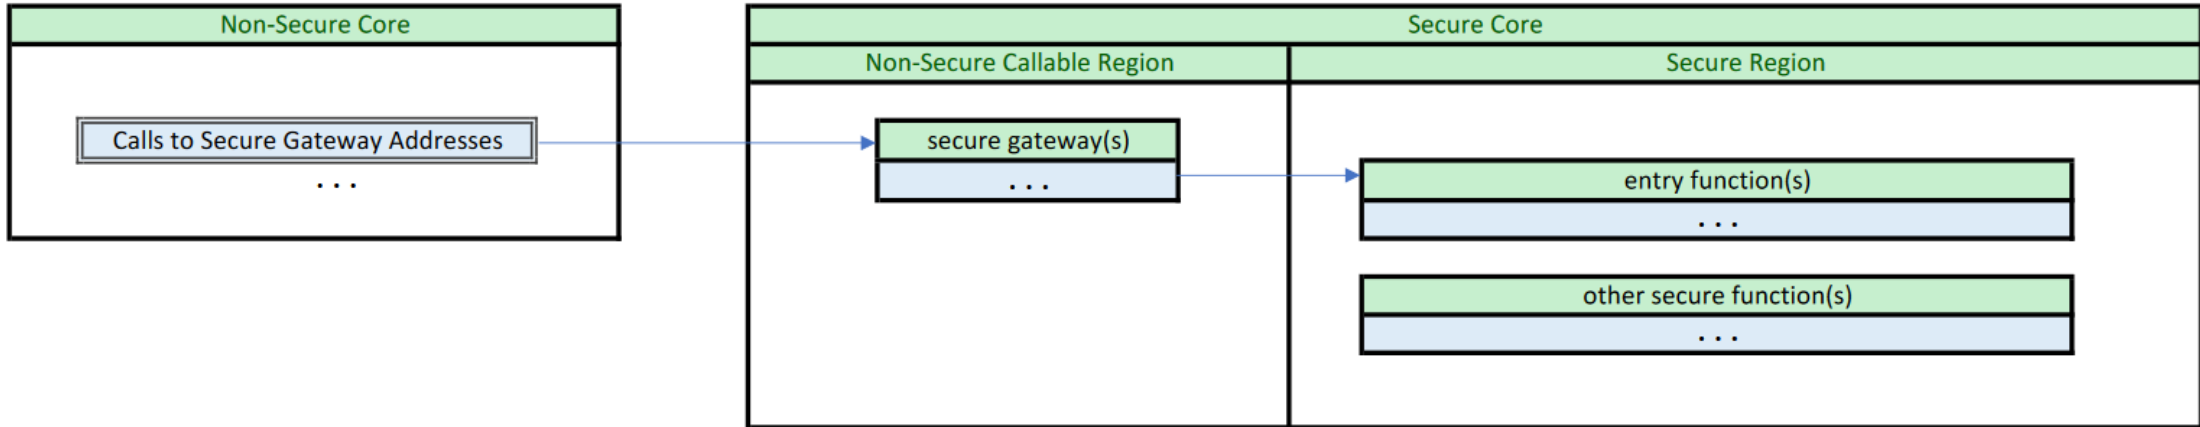 Non-Secure Core
Secure Core
Non-Secure Callable Region
Secure Region
Calls to Secure Gateway Addresses
. . .
secure gateway(s)
. . .
entry function(s)
. . .
other secure function(s)
. . .